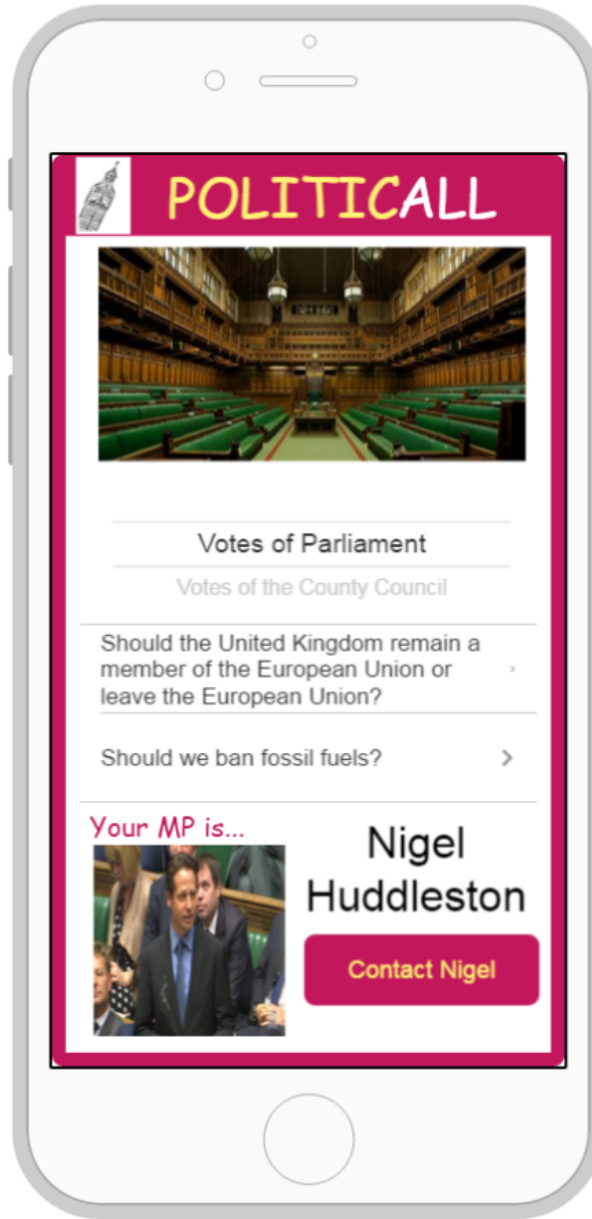 POLITICALL
Votes of Parliament
Votes of the County Council
Should the United Kingdom remain a
member of the European Union or
leave the European Union?
Should we ban fossil fuels?
Your MP is...
Nigel
Huddleston
Contact Nigel